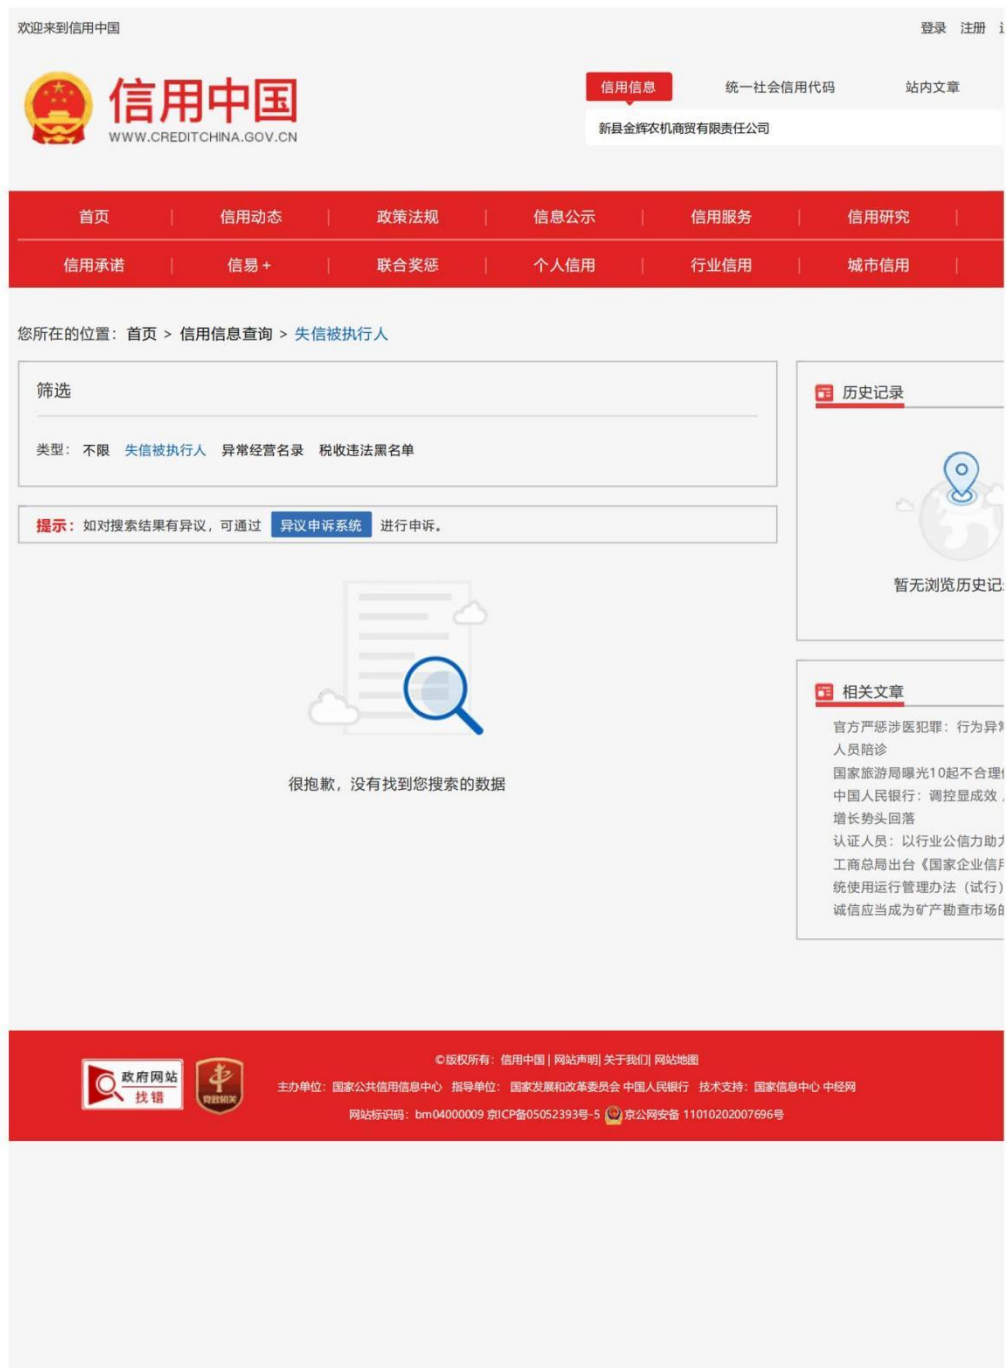 欢迎来到信用中国
登录 注册
信用中国
WWW.CREDITCHINA.GOV.CN
信用信息 统一社会信用代码 站内文章
新县金辉农机商贸有限责任公司
首页 信用动态 政策法规 信息公示 信用服务 信用研究
信用承诺 信易+ 联合奖惩 个人信用 行业信用 城市信用
您所在的位置：首页 > 信用信息查询 > 失信被执行人
筛选
类型： 不限 失信被执行人 异常经营名录 税收违法黑名单
提示：如对搜索结果有异议，可通过 异议申诉系统 进行申诉。
很抱歉，没有找到您搜索的数据
历史记录
暂无浏览历史记
相关文章
官方严惩涉医犯罪：行为异
人员陪诊
国家旅游局曝光10起不合理
中国人民银行：调控显成效
增长势头回落
认证人员：以行业公信力助
工商总局出台《国家企业信
统使用运行管理办法（试行）
诚信应当成为矿产勘查市场的
政府网站
找错
党政机关
©版权所有：信用中国 | 网站声明| 关于我们| 网站地图
主办单位：国家公共信用信息中心 指导单位： 国家发展和改革委员会 中国人民银行 技术支持：国家信息中心 中经网
网站标识码：bm04000009 京ICP备05052393号-5 京公网安备 11010202007696号